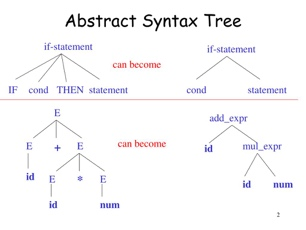 Abstract Syntax Tree
if-statement
if-statement
can become
IF cond THEN statement
cond statement
E
add_expr
E + E
can become
id mul_expr
id E * E
id num
id num
2